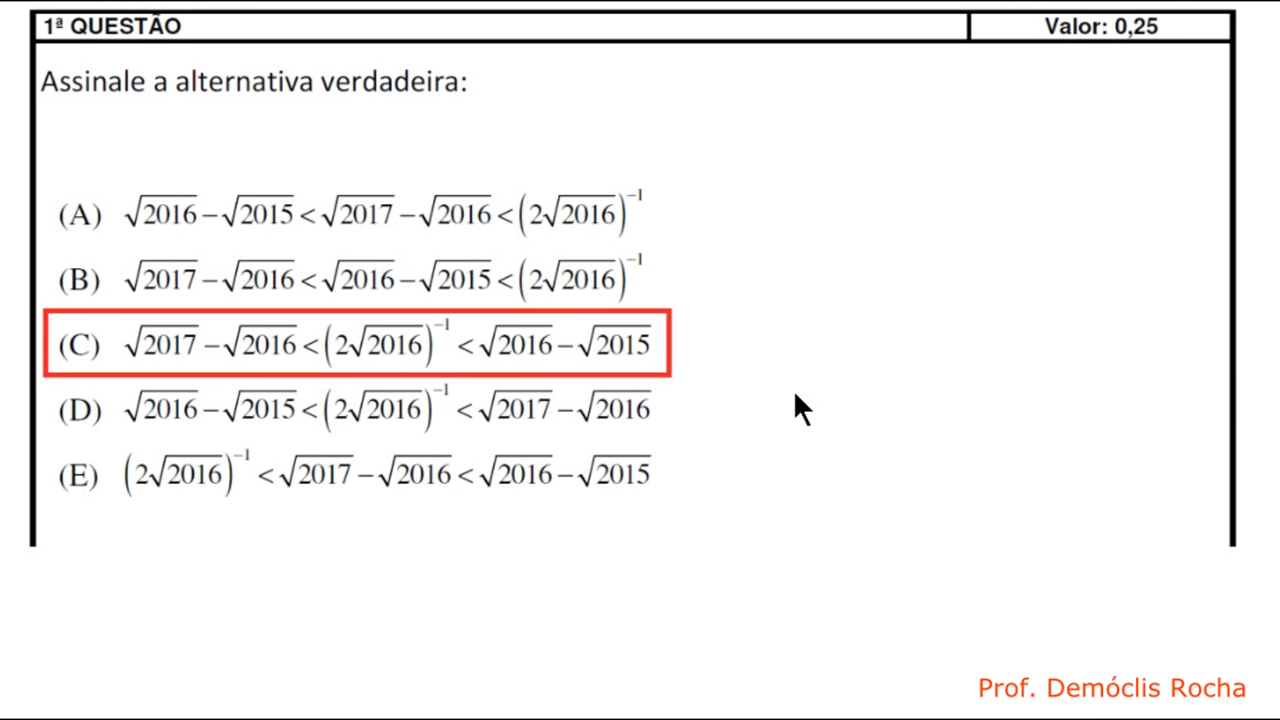 1ª QUESTÃO Valor: 0,25
Assinale a alternativa verdadeira:
(A) √2016 − √2015 < √2017 − √2016 < (2√2016)⁻¹
(B) √2017 − √2016 < √2016 − √2015 < (2√2016)⁻¹
(C) √2017 − √2016 < (2√2016)⁻¹ < √2016 − √2015
(D) √2016 − √2015 < (2√2016)⁻¹ < √2017 − √2016
(E) (2√2016)⁻¹ < √2017 − √2016 < √2016 − √2015
Prof. Demóclis Rocha